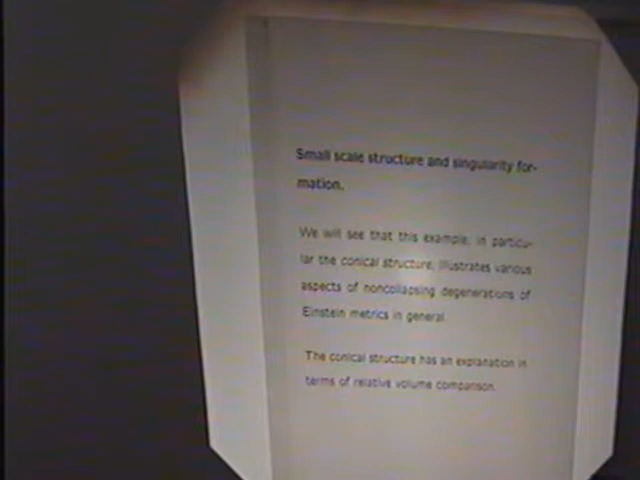 Small scale structure and singularity for-
mation.
We will see that this example, in particu-
lar the conical structure, illustrates various
aspects of noncollapsing degenerations of
Einstein metrics in general.
The conical structure has an explanation in
terms of relative volume comparison.